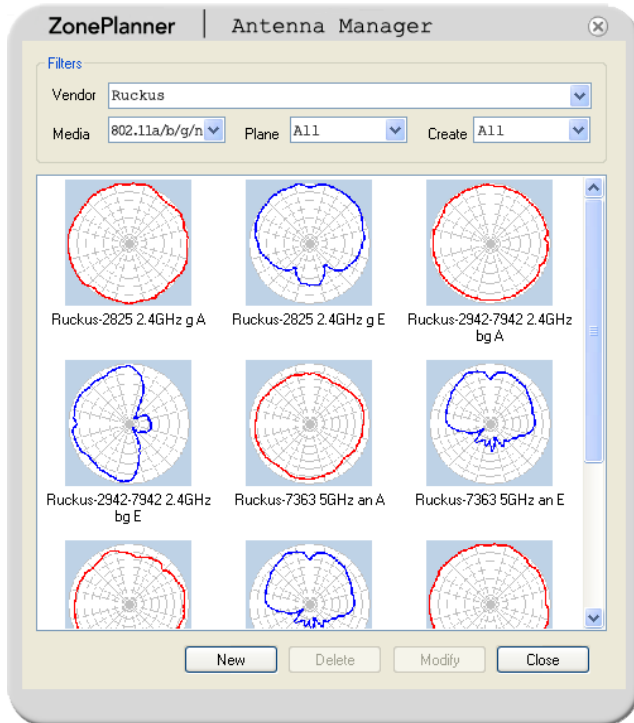 ZonePlanner | Antenna Manager
Filters
Vendor Ruckus
Media 802.11a/b/g/n Plane All Create All
Ruckus-2825 2.4GHz g A Ruckus-2825 2.4GHz g E Ruckus-2942-7942 2.4GHz
bg A
Ruckus-2942-7942 2.4GHz Ruckus-7363 5GHz an A Ruckus-7363 5GHz an E
bg E
New Delete Modify Close